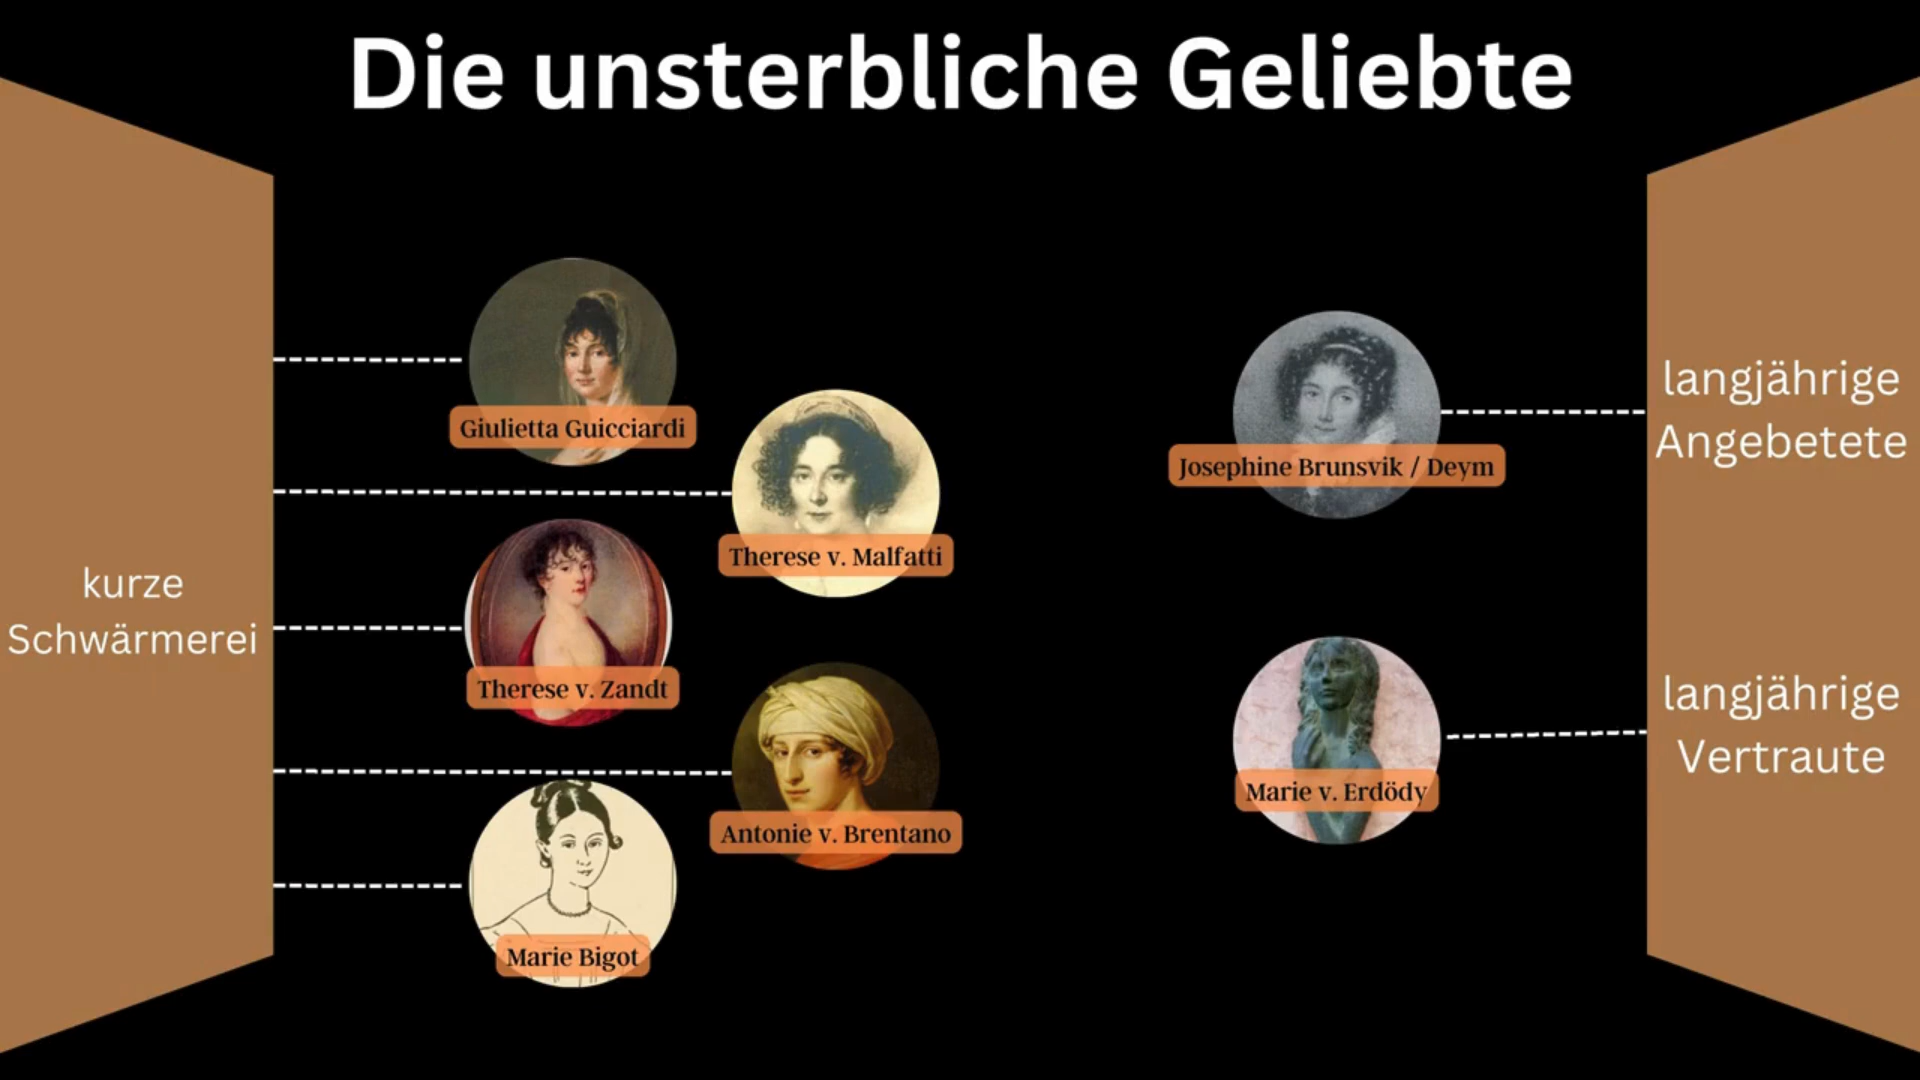 Die unsterbliche Geliebte
kurze
Schwärmerei
Giulietta Guicciardi
Therese v. Malfatti
Therese v. Zandt
Antonie v. Brentano
Marie Bigot
Josephine Brunsvik / Deym
Marie v. Erdödy
langjährige
Angebetete
langjährige
Vertraute